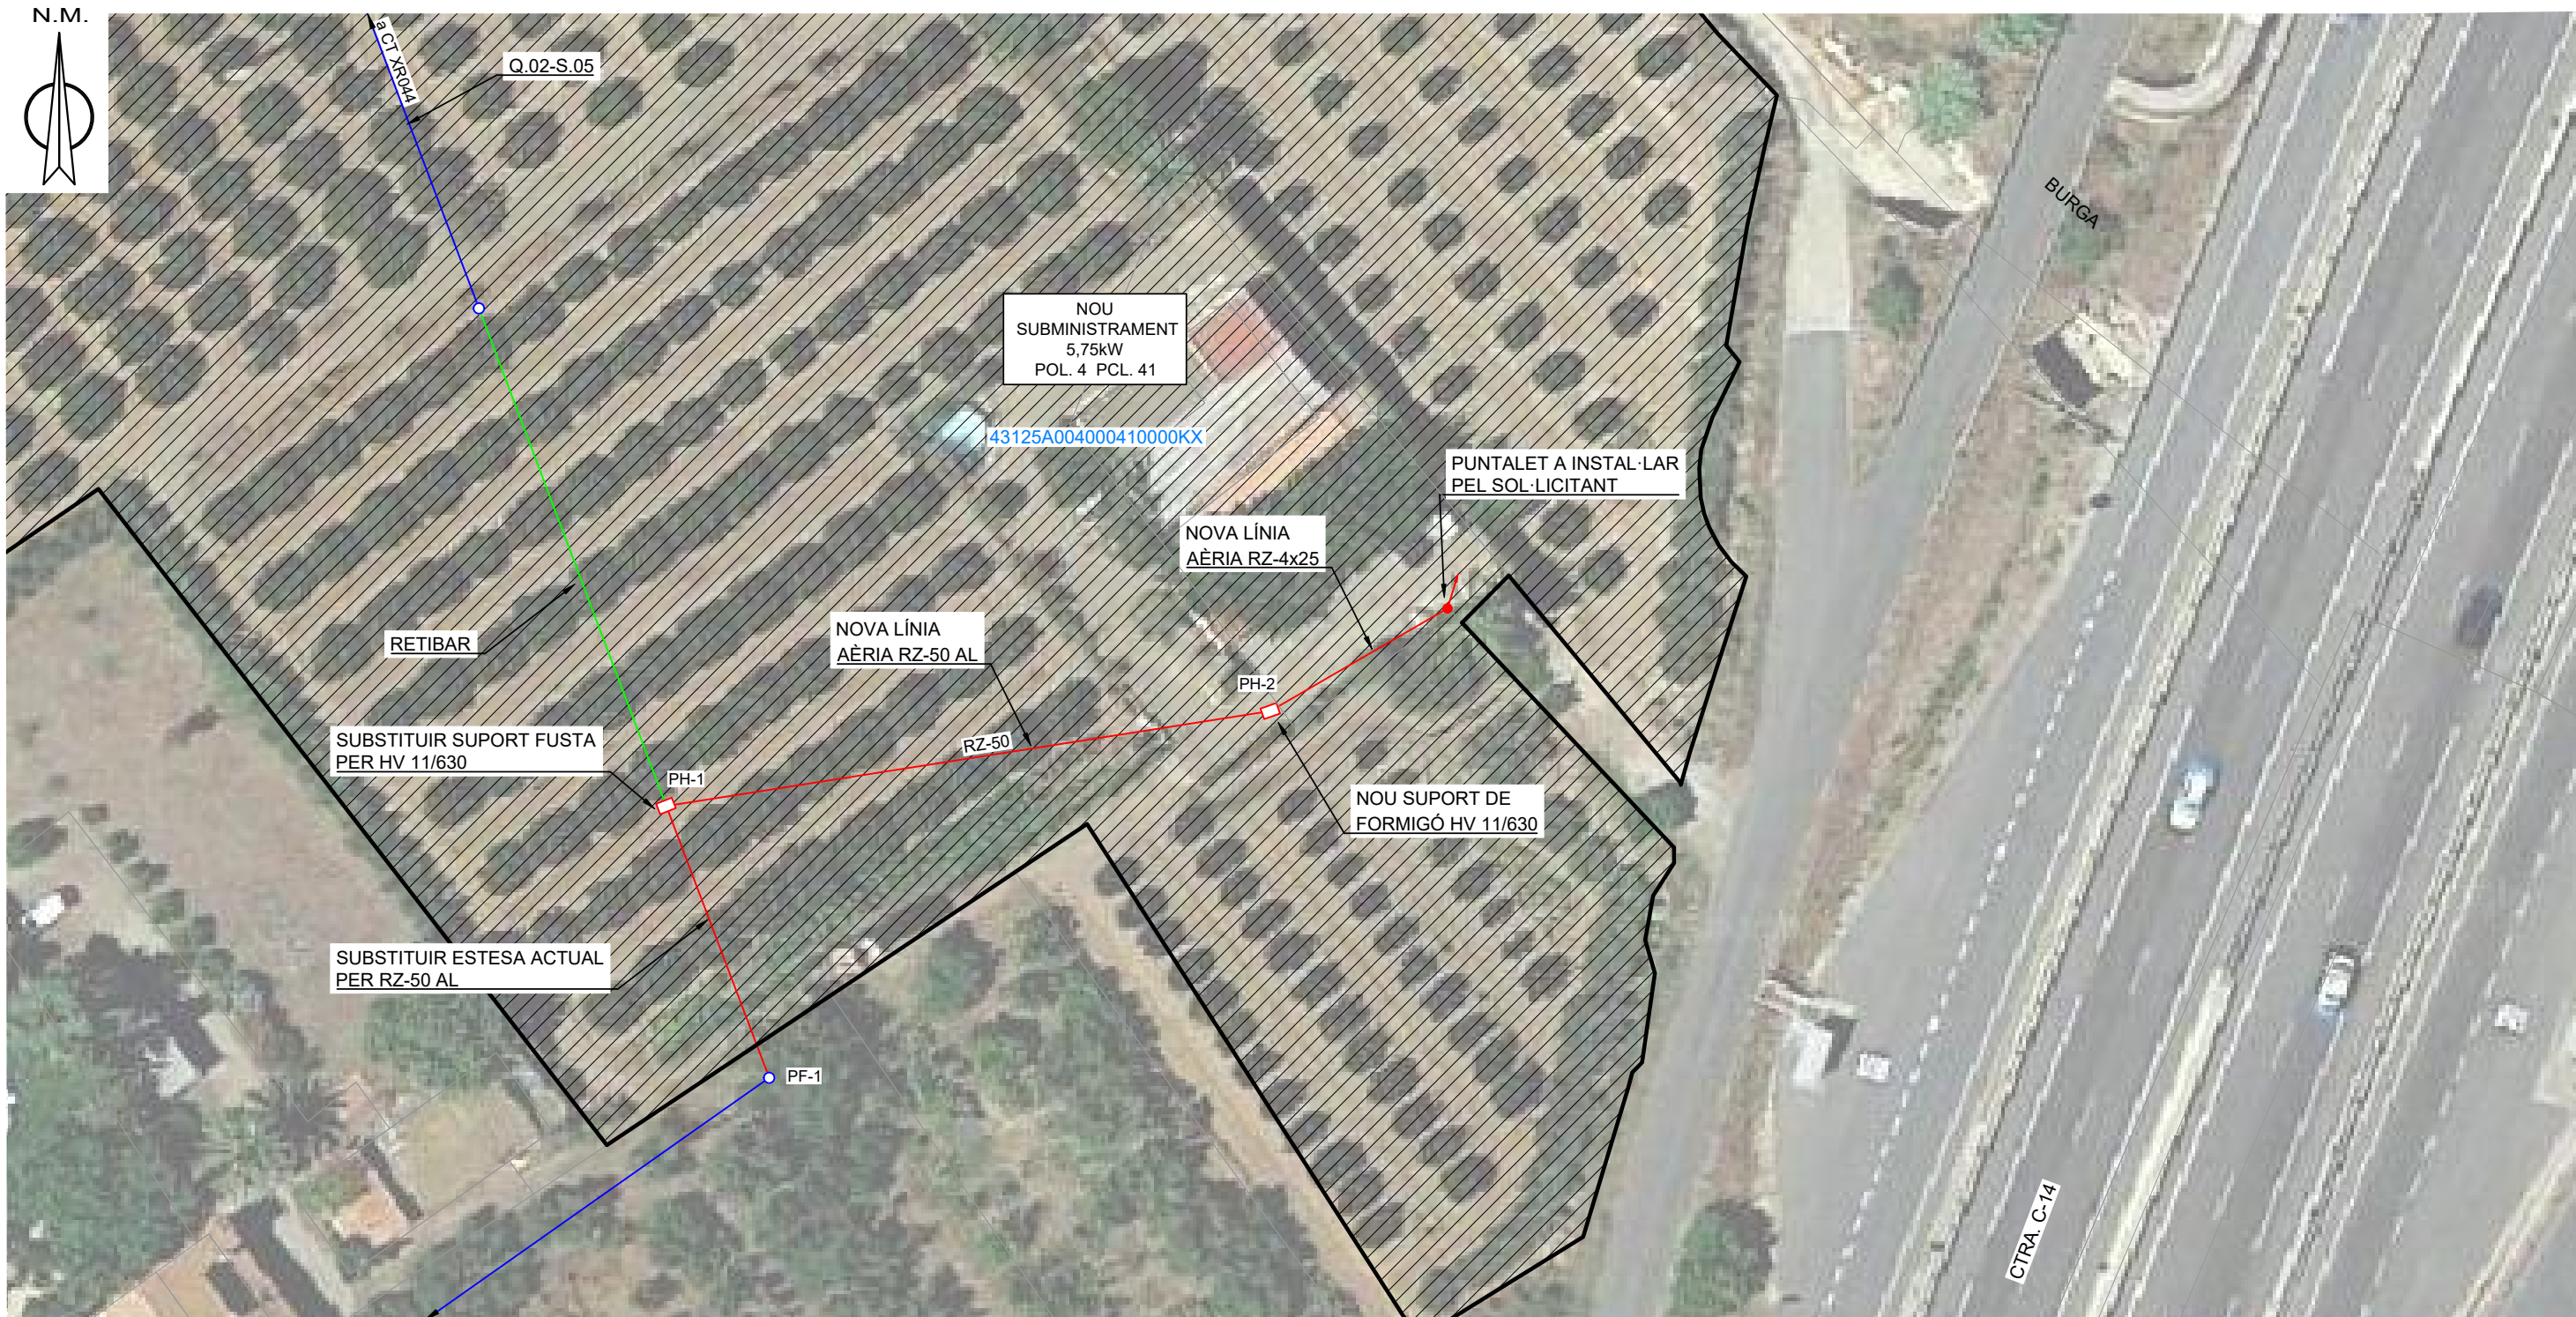 N.M.
a CT XR044
Q.02-S.05
BURGA
NOU
SUBMINISTRAMENT
5,75kW
POL. 4 PCL. 41
43125A004000410000KX
PUNTALET A INSTAL·LAR
PEL SOL·LICITANT
NOVA LÍNIA
AÈRIA RZ-4x25
NOVA LÍNIA
AÈRIA RZ-50 AL
RETIBAR
PH-2
SUBSTITUIR SUPORT FUSTA
PER HV 11/630
RZ-50
PH-1
NOU SUPORT DE
FORMIGÓ HV 11/630
SUBSTITUIR ESTESA ACTUAL
PER RZ-50 AL
PF-1
CTRA. C-14